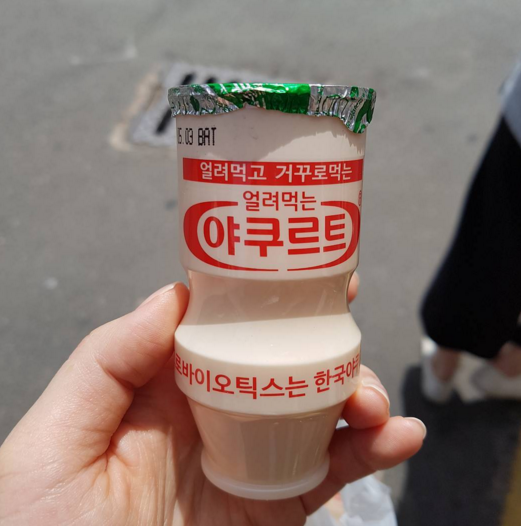 5.03 BAT
얼려먹고 거꾸로먹는
얼려먹는
야쿠르트
로바이오틱스는 한국야